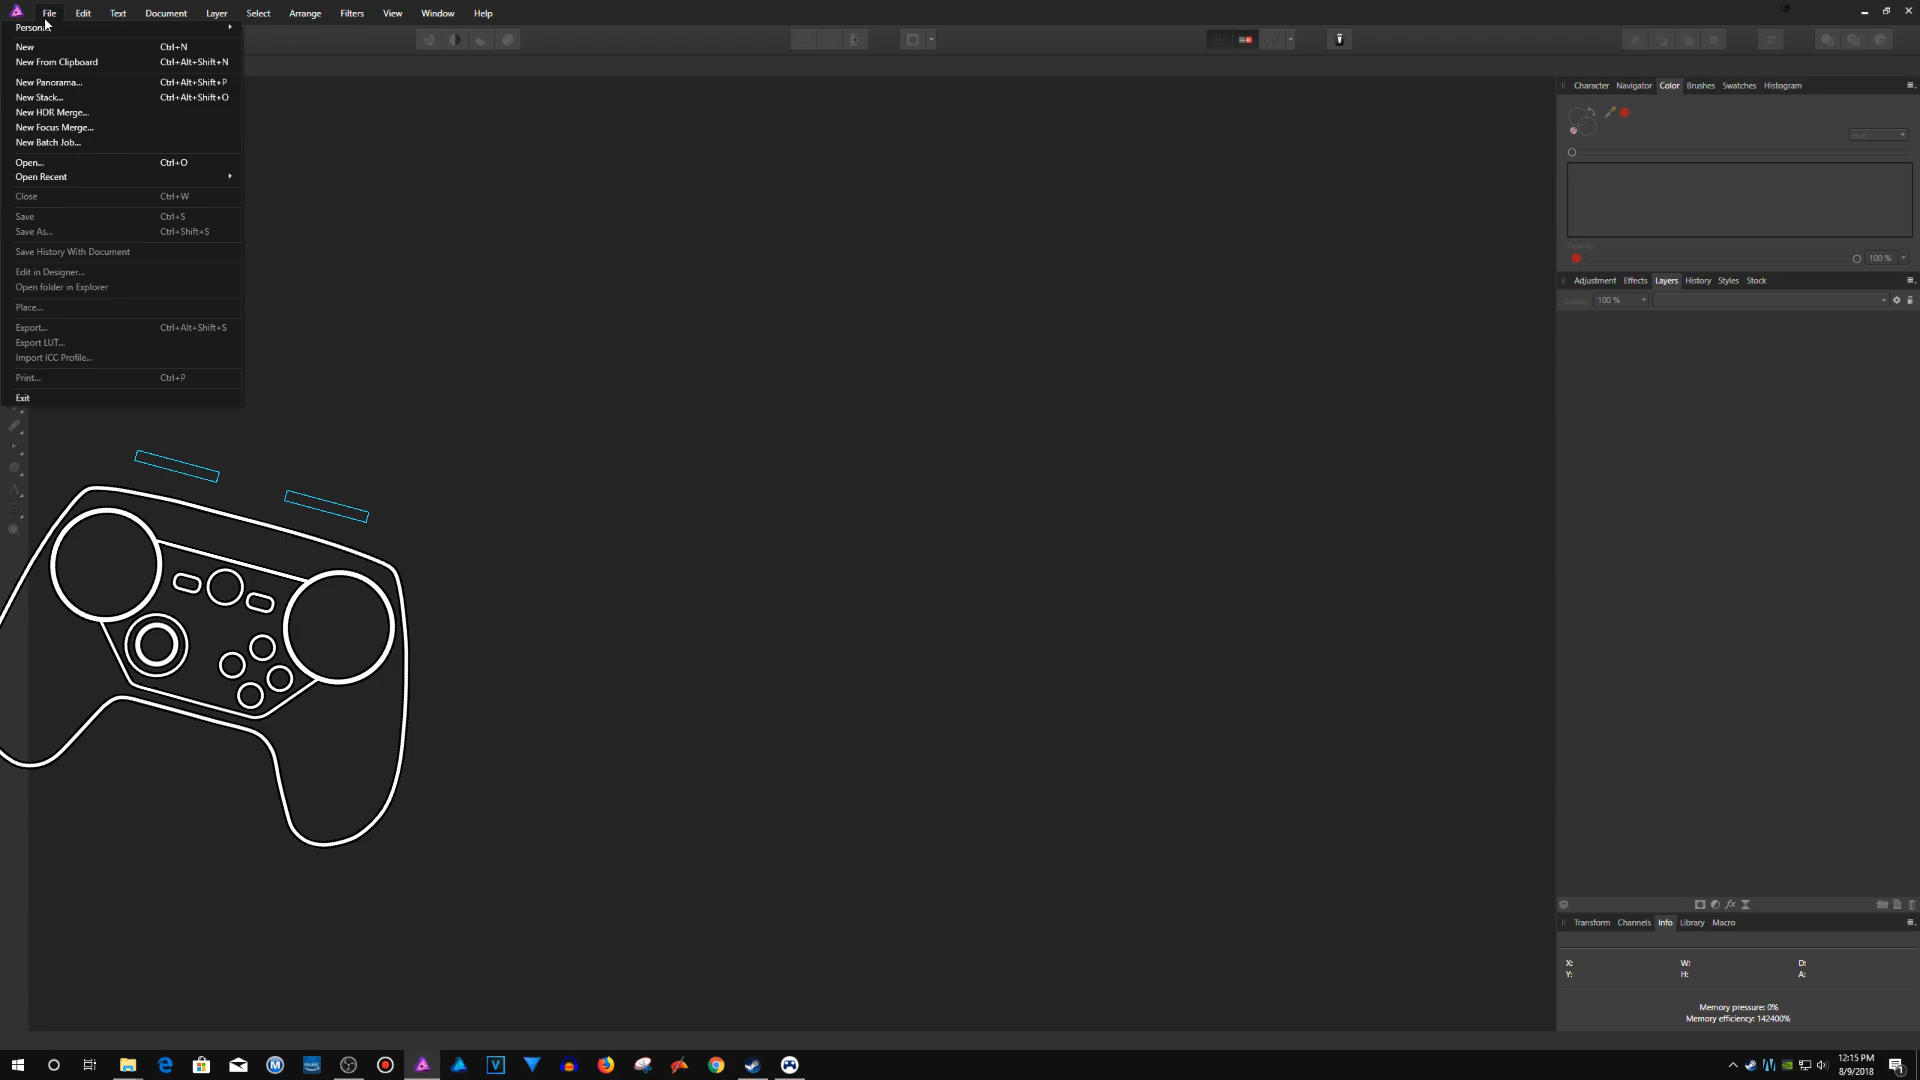 File Edit Text Document Layer Select Arrange Filters View Window Help
Persona
New Ctrl+N
New From Clipboard Ctrl+Alt+Shift+N
New Panorama... Ctrl+Alt+Shift+P
New Stack... Ctrl+Alt+Shift+O
New HDR Merge...
New Focus Merge...
New Batch Job...
Open... Ctrl+O
Open Recent
Close Ctrl+W
Save Ctrl+S
Save As... Ctrl+Shift+S
Save History With Document
Edit in Designer...
Open folder in Explorer
Place...
Export... Ctrl+Alt+Shift+S
Export LUT...
Import ICC Profile...
Print... Ctrl+P
Exit
Character Navigator Color Brushes Swatches Histogram
Hue
Opacity
100 %
Adjustment Effects Layers History Styles Stock
Opacity: 100 %
Transform Channels Info Library Macro
X: W: D:
Y: H: A:
Memory pressure: 0%
Memory efficiency: 142400%
12:15 PM
8/9/2018